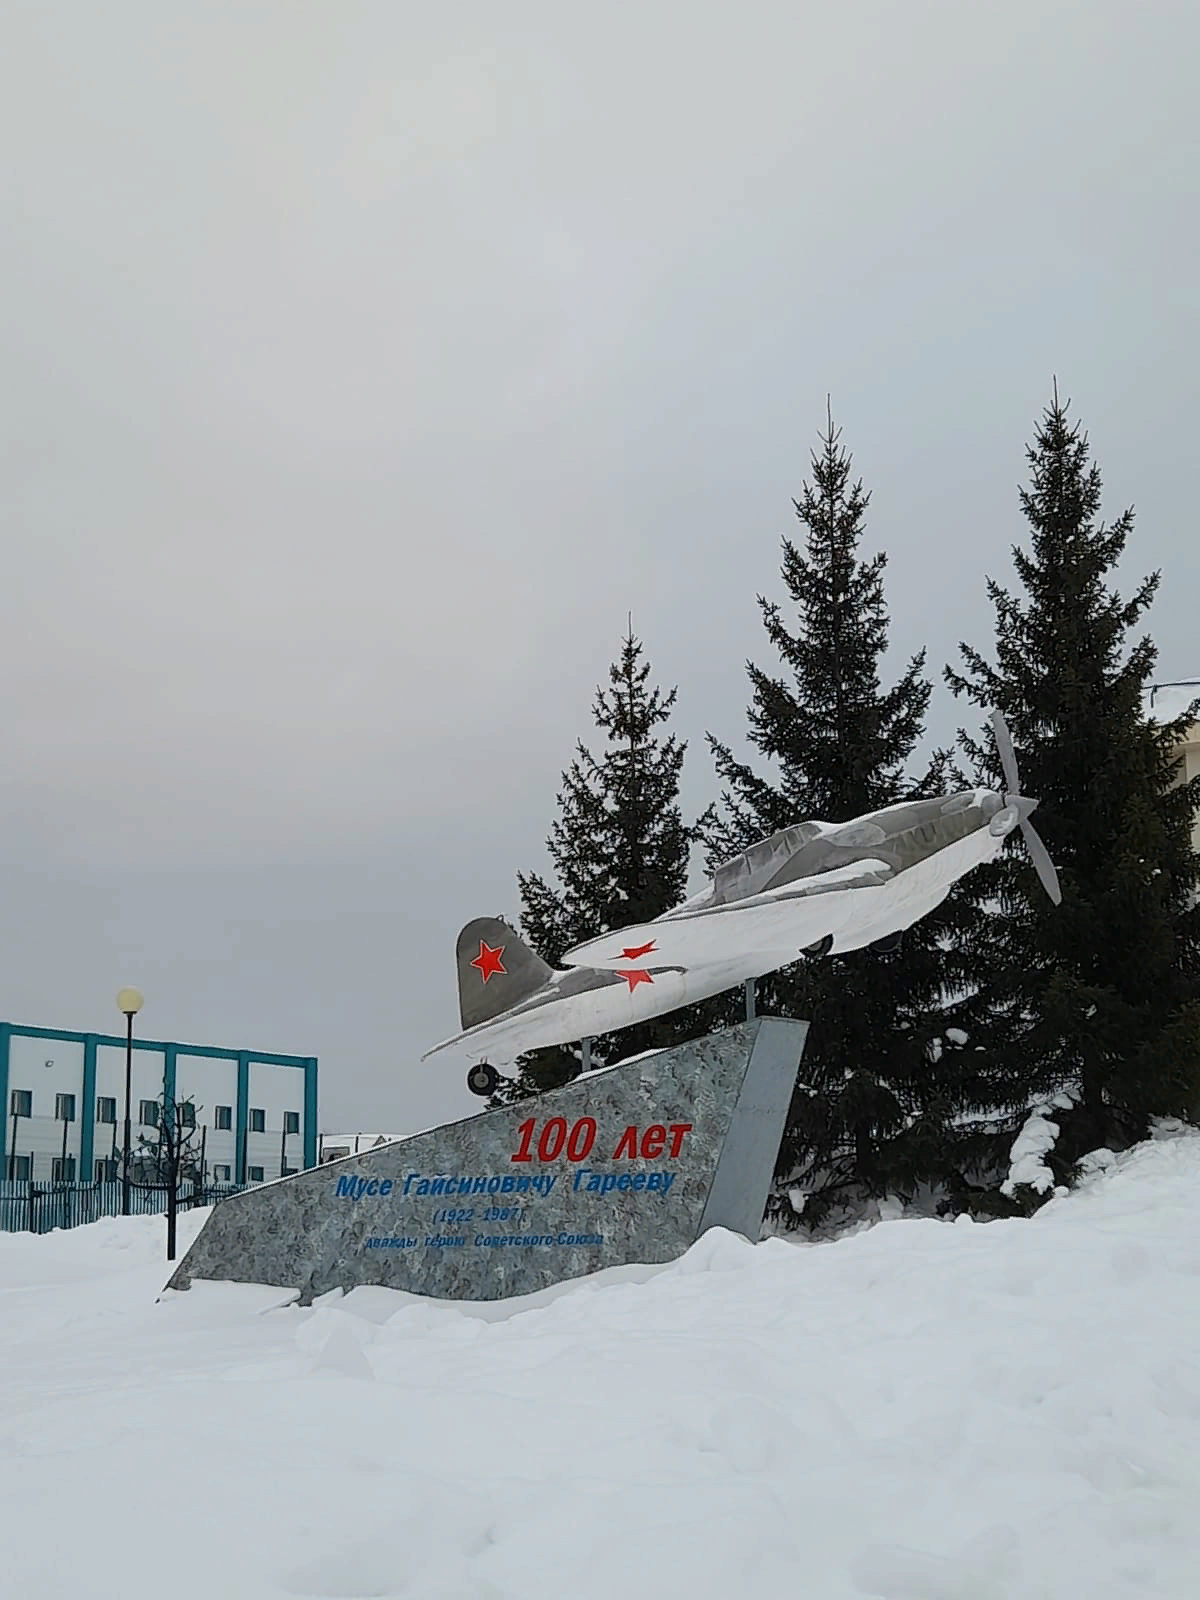 100 лет
Мусе Гайсиновичу Гарееву
(1922-1987)
дважды герою Советского Союза